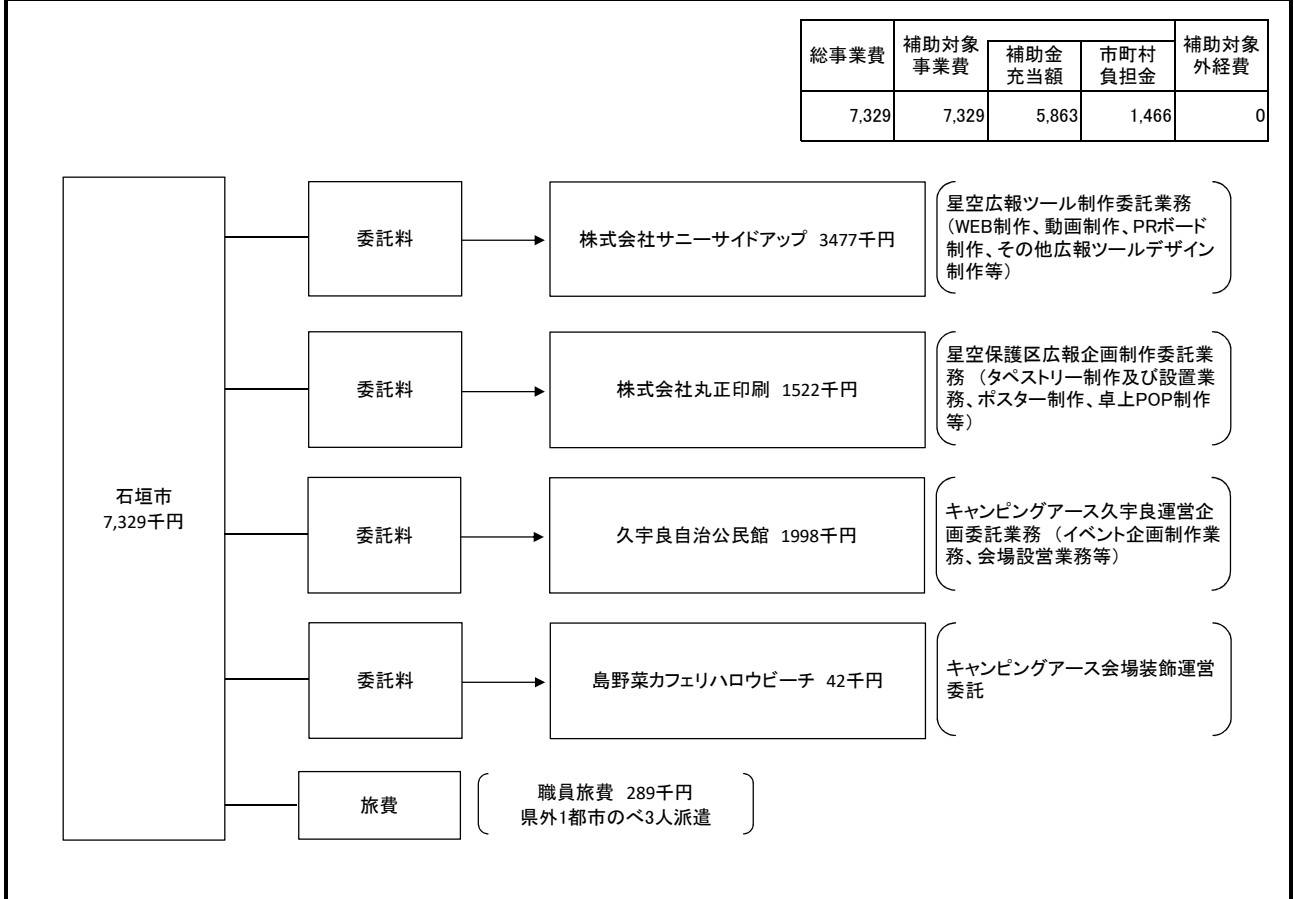 総事業費
補助対象
事業費
補助金
充当額
市町村
負担金
補助対象
外経費
7,329
7,329
5,863
1,466
0
石垣市
7,329千円
委託料
株式会社サニーサイドアップ 3477千円
星空広報ツール制作委託業務
(WEB制作、動画制作、PRボード
制作、その他広報ツールデザイン
制作等)
委託料
株式会社丸正印刷 1522千円
星空保護区広報企画制作委託業
務 (タペストリー制作及び設置業
務、ポスター制作、卓上POP制作
等)
委託料
久宇良自治公民館 1998千円
キャンピングアース久宇良運営企
画委託業務 (イベント企画制作業
務、会場設営業務等)
委託料
島野菜カフェリハロウビーチ 42千円
キャンピングアース会場装飾運営
委託
旅費
職員旅費 289千円
県外1都市のべ3人派遣